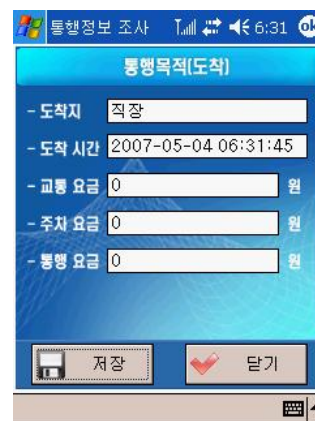 통행정보 조사 6:31 ok
통행목적(도착)
- 도착지 직장
- 도착 시간 2007-05-04 06:31:45
- 교통 요금 0 원
- 주차 요금 0 원
- 통행 요금 0 원
저장 닫기